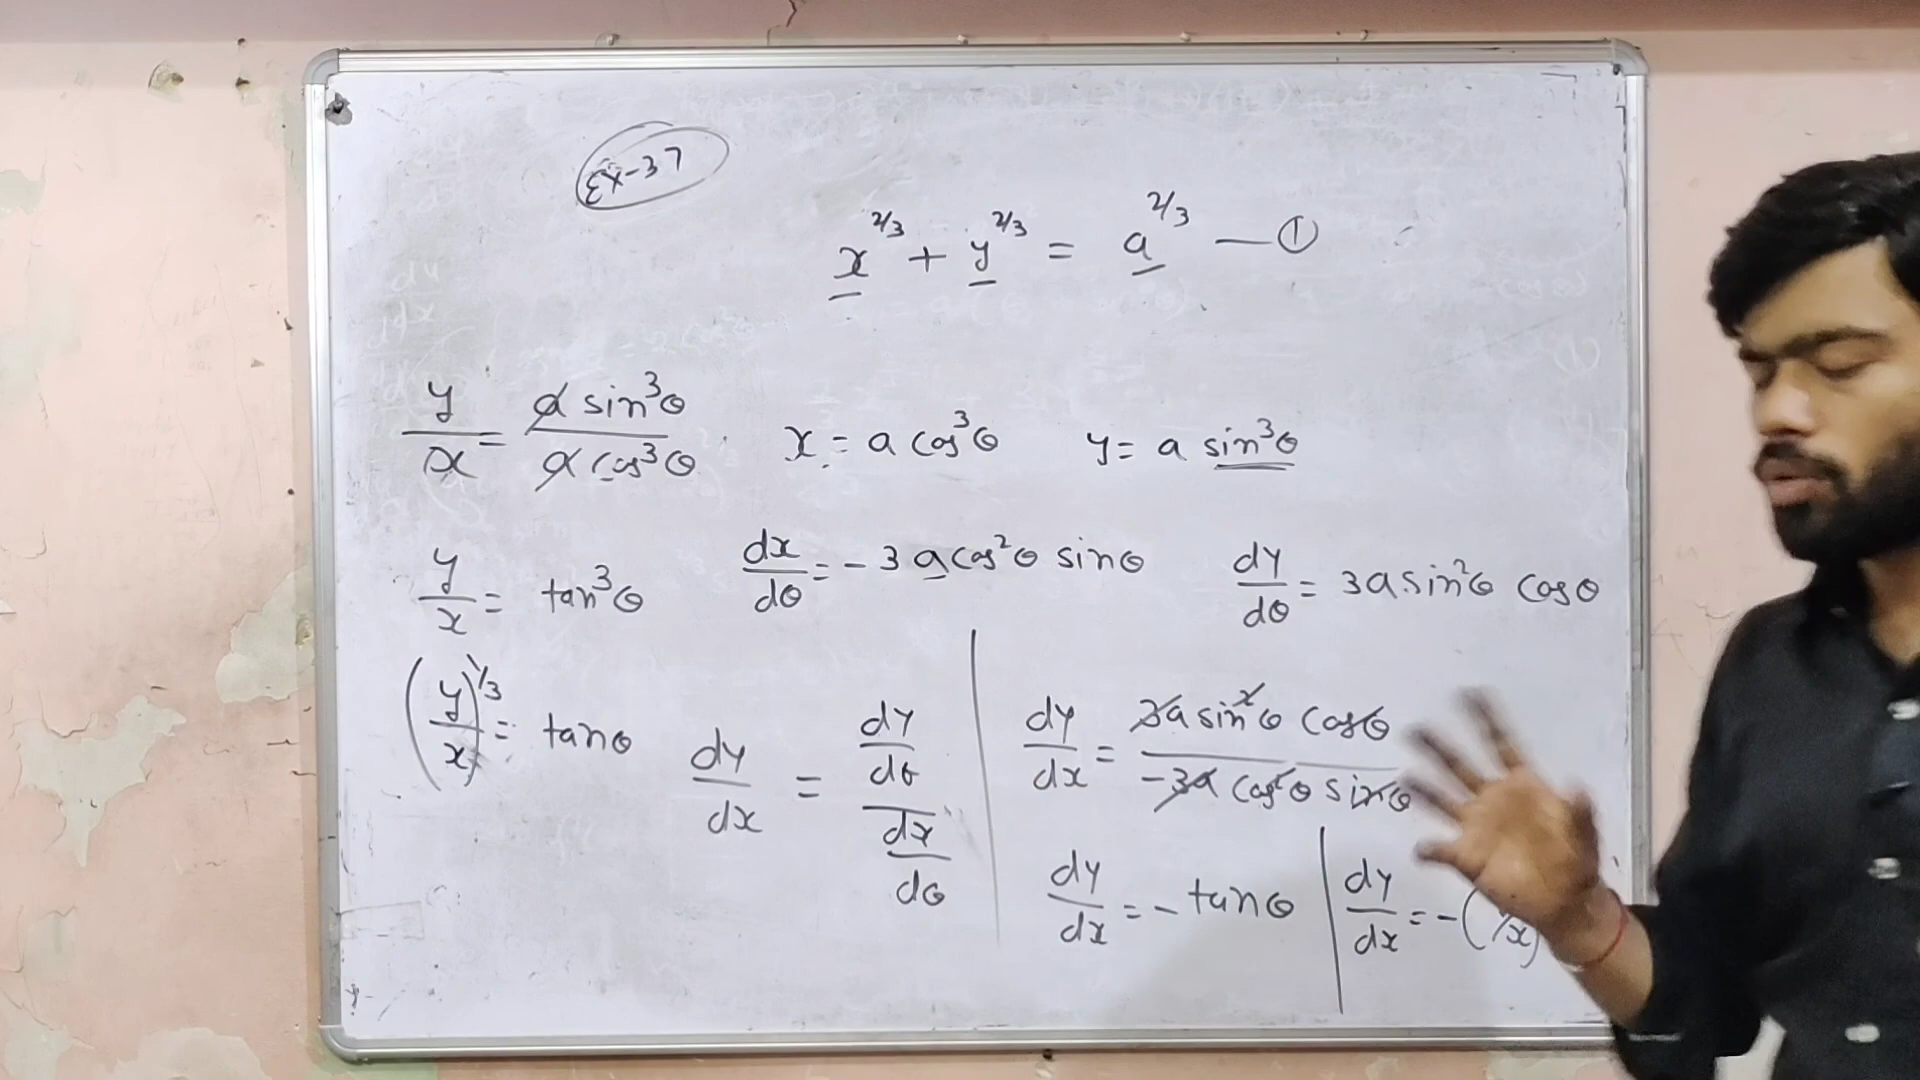 Ex-37
x^2/3 + y^2/3 = a^2/3 — ①
y/x = a sin³θ / a cos³θ
x = a cos³θ
y = a sin³θ
y/x = tan³θ
dx/dθ = - 3 a cos²θ sinθ
dy/dθ = 3a sin²θ cosθ
(y/x)^1/3 = tanθ
dy/dx = dy/dθ / dx/dθ
dy/dx = 3a sin²θ cosθ / -3a cos²θ sinθ
dy/dx = - tanθ
dy/dx = - ( /x)